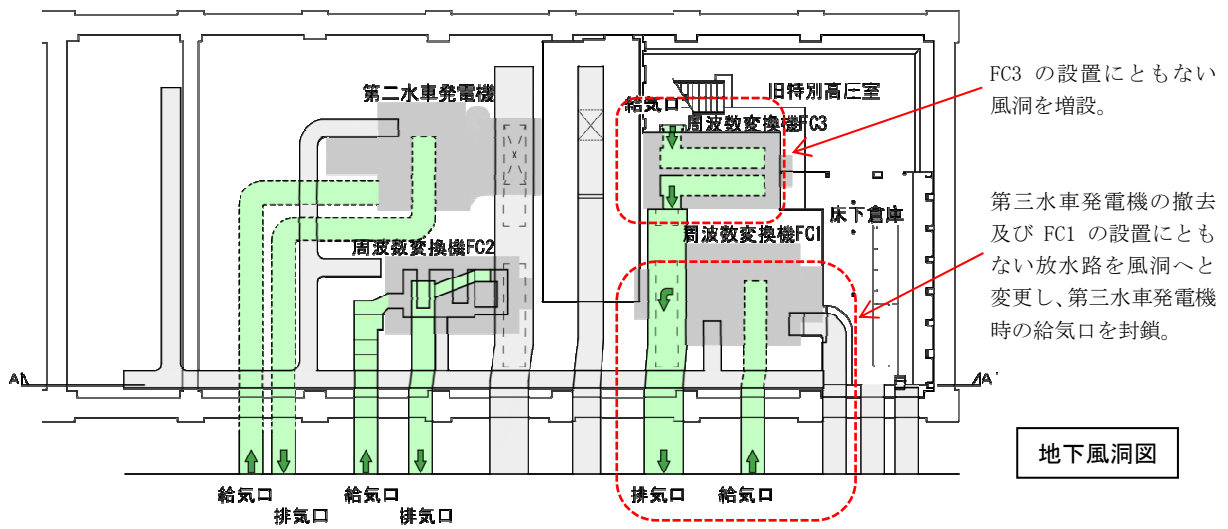 第二水車発電機
給気口
旧特別高圧室
周波数変換機FC3
FC3 の設置にともない
風洞を増設。
床下倉庫
周波数変換機FC2
周波数変換機FC1
第三水車発電機の撤去
及び FC1 の設置にとも
ない放水路を風洞へと
変更し、第三水車発電機
時の給気口を封鎖。
A
A'
地下風洞図
給気口
排気口
給気口
排気口
排気口
給気口